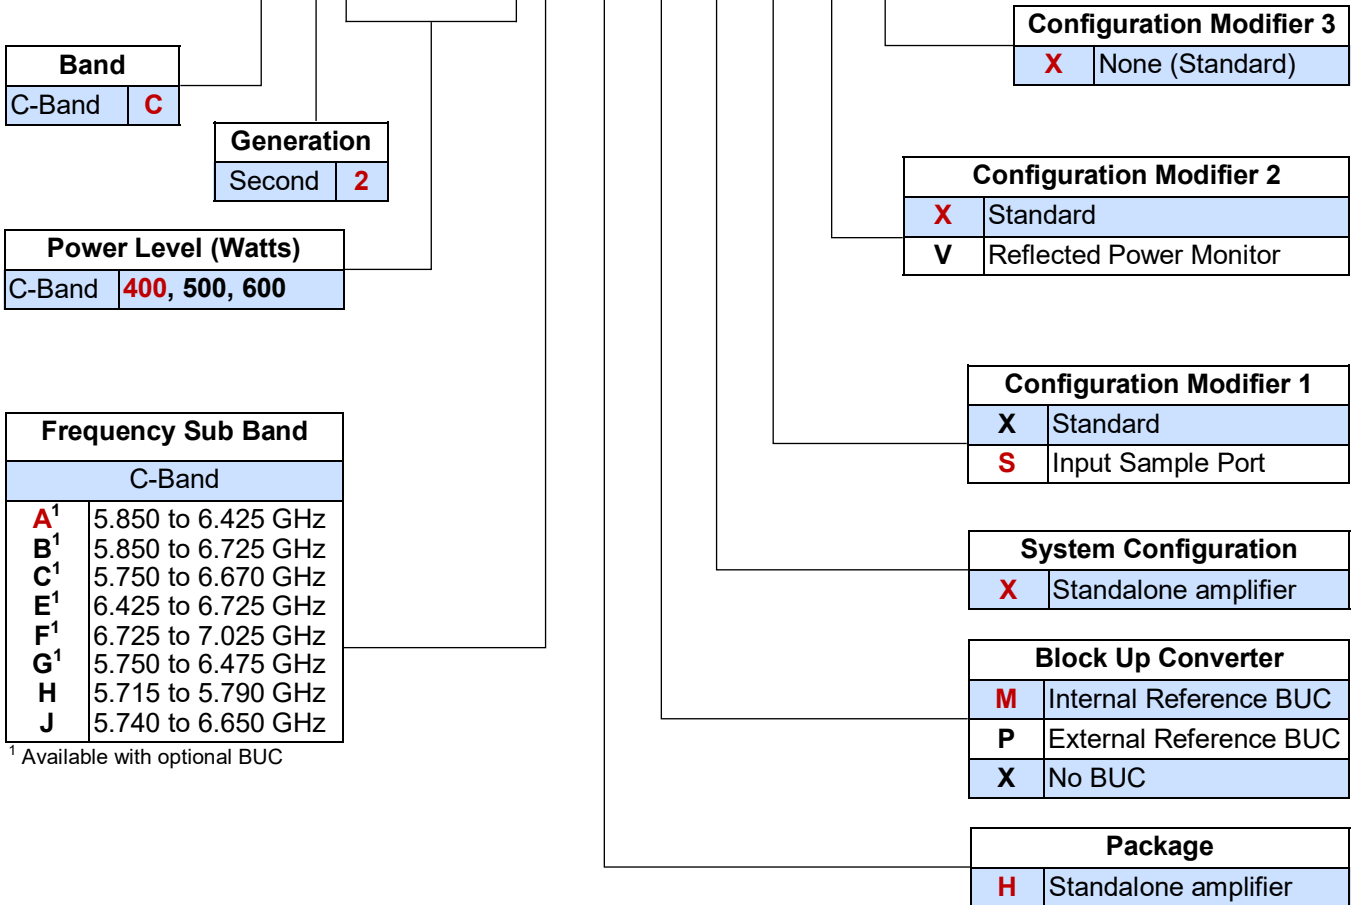 Band
C-Band C
Generation
Second 2
Power Level (Watts)
C-Band 400, 500, 600
Frequency Sub Band
C-Band
A¹ 5.850 to 6.425 GHz
B¹ 5.850 to 6.725 GHz
C¹ 5.750 to 6.670 GHz
E¹ 6.425 to 6.725 GHz
F¹ 6.725 to 7.025 GHz
G¹ 5.750 to 6.475 GHz
H 5.715 to 5.790 GHz
J 5.740 to 6.650 GHz
¹ Available with optional BUC
Configuration Modifier 3
X None (Standard)
Configuration Modifier 2
X Standard
V Reflected Power Monitor
Configuration Modifier 1
X Standard
S Input Sample Port
System Configuration
X Standalone amplifier
Block Up Converter
M Internal Reference BUC
P External Reference BUC
X No BUC
Package
H Standalone amplifier